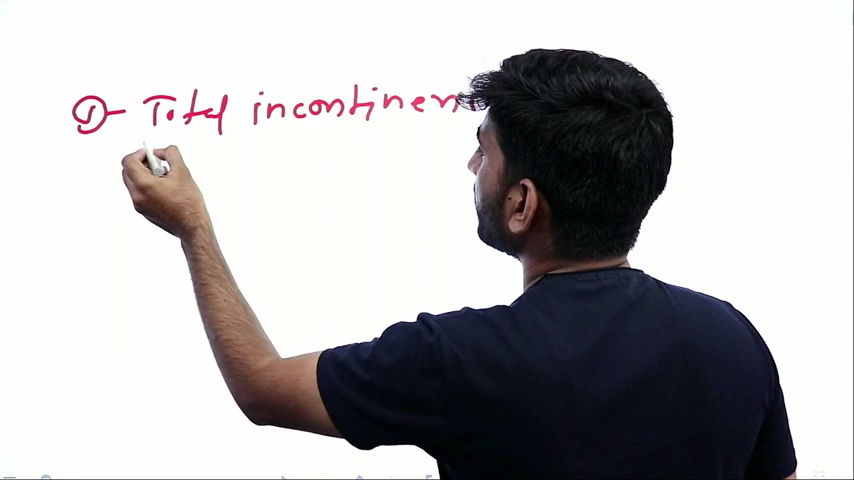 ① - Total incontinen